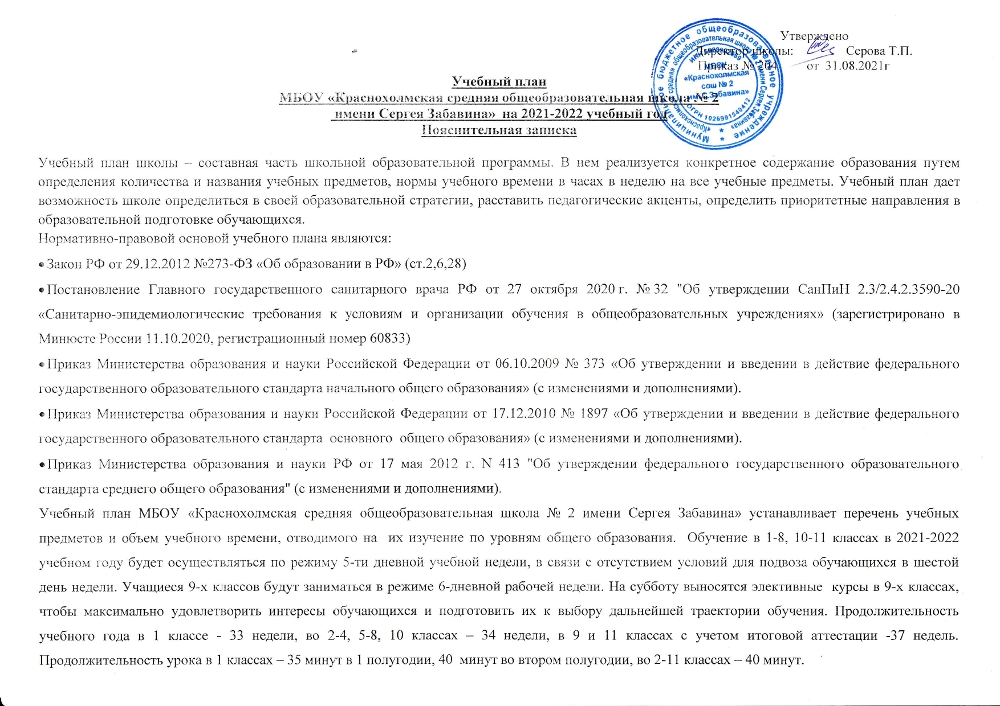 Утверждено
Директор школы: Серова Т.П.
Приказ № 204 от 31.08.2021г
Учебный план
МБОУ «Краснохолмская средняя общеобразовательная школа № 2
имени Сергея Забавина» на 2021-2022 учебный год
Пояснительная записка
Муниципальное бюджетное общеобразовательное учреждение
«Краснохолмская средняя общеобразовательная школа № 2 имени Сергея Забавина»
ОГРН 1026901540412
МБОУ
«Краснохолмская
сош № 2
им. С.Забавина»
Учебный план школы – составная часть школьной образовательной программы. В нем реализуется конкретное содержание образования путем
определения количества и названия учебных предметов, нормы учебного времени в часах в неделю на все учебные предметы. Учебный план дает
возможность школе определиться в своей образовательной стратегии, расставить педагогические акценты, определить приоритетные направления в
образовательной подготовке обучающихся.
Нормативно-правовой основой учебного плана являются:
• Закон РФ от 29.12.2012 №273-ФЗ «Об образовании в РФ» (ст.2,6,28)
• Постановление Главного государственного санитарного врача РФ от 27 октября 2020 г. № 32 "Об утверждении СанПиН 2.3/2.4.2.3590-20
«Санитарно-эпидемиологические требования к условиям и организации обучения в общеобразовательных учреждениях» (зарегистрировано в
Минюсте России 11.10.2020, регистрационный номер 60833)
• Приказ Министерства образования и науки Российской Федерации от 06.10.2009 № 373 «Об утверждении и введении в действие федерального
государственного образовательного стандарта начального общего образования» (с изменениями и дополнениями).
• Приказ Министерства образования и науки Российской Федерации от 17.12.2010 № 1897 «Об утверждении и введении в действие федерального
государственного образовательного стандарта основного общего образования» (с изменениями и дополнениями).
• Приказ Министерства образования и науки РФ от 17 мая 2012 г. N 413 "Об утверждении федерального государственного образовательного
стандарта среднего общего образования" (с изменениями и дополнениями).
Учебный план МБОУ «Краснохолмская средняя общеобразовательная школа № 2 имени Сергея Забавина» устанавливает перечень учебных
предметов и объем учебного времени, отводимого на их изучение по уровням общего образования. Обучение в 1-8, 10-11 классах в 2021-2022
учебном году будет осуществляться по режиму 5-ти дневной учебной недели, в связи с отсутствием условий для подвоза обучающихся в шестой
день недели. Учащиеся 9-х классов будут заниматься в режиме 6-дневной рабочей недели. На субботу выносятся элективные курсы в 9-х классах,
чтобы максимально удовлетворить интересы обучающихся и подготовить их к выбору дальнейшей траектории обучения. Продолжительность
учебного года в 1 классе - 33 недели, во 2-4, 5-8, 10 классах – 34 недели, в 9 и 11 классах с учетом итоговой аттестации -37 недель.
Продолжительность урока в 1 классах – 35 минут в 1 полугодии, 40 минут во втором полугодии, во 2-11 классах – 40 минут.